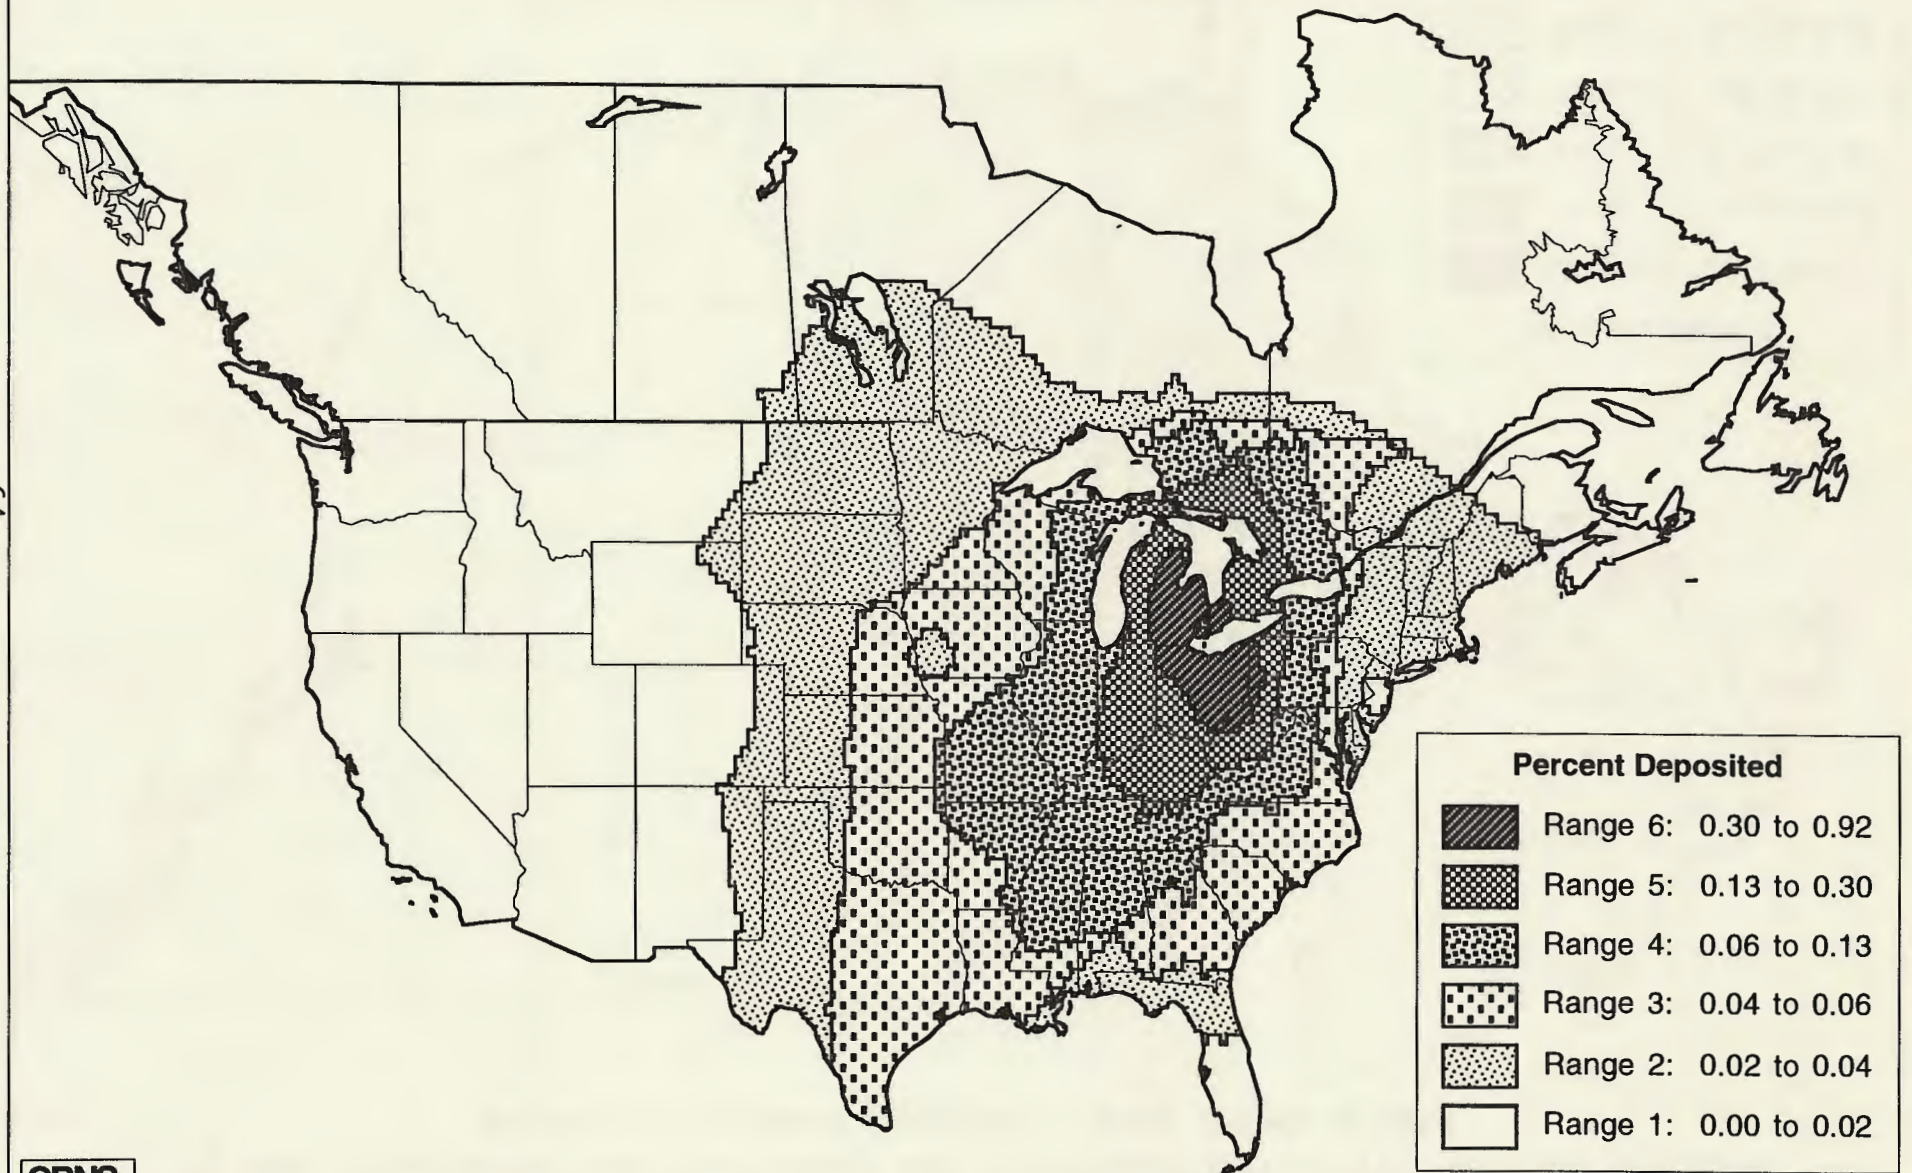 Percent Deposited
Range 6: 0.30 to 0.92
Range 5: 0.13 to 0.30
Range 4: 0.06 to 0.13
Range 3: 0.04 to 0.06
Range 2: 0.02 to 0.04
Range 1: 0.00 to 0.02
CBNS